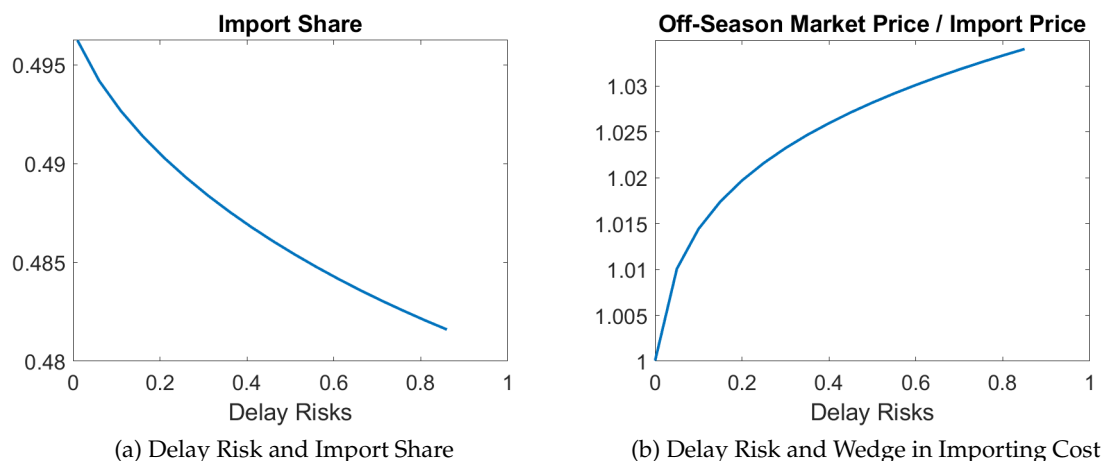 Import Share
0.495
0.49
0.485
0.48
0 0.2 0.4 0.6 0.8 1
Delay Risks
(a) Delay Risk and Import Share
Off-Season Market Price / Import Price
1.03
1.025
1.02
1.015
1.01
1.005
1
0 0.2 0.4 0.6 0.8 1
Delay Risks
(b) Delay Risk and Wedge in Importing Cost